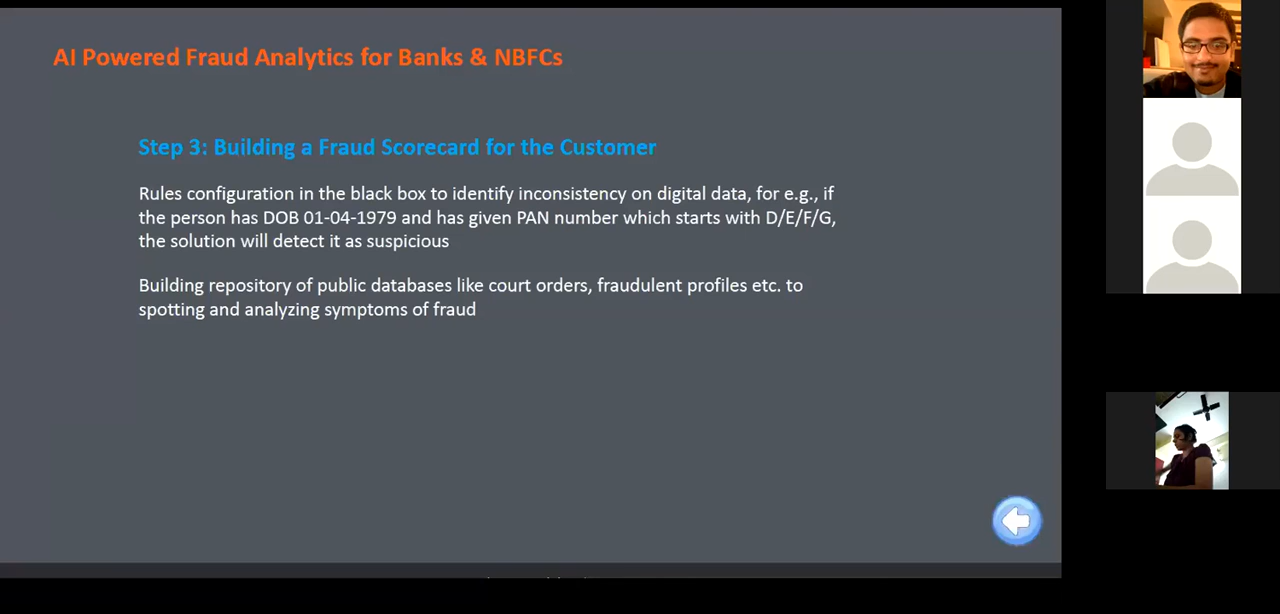 AI Powered Fraud Analytics for Banks & NBFCs
Step 3: Building a Fraud Scorecard for the Customer
Rules configuration in the black box to identify inconsistency on digital data, for e.g., if
the person has DOB 01-04-1979 and has given PAN number which starts with D/E/F/G,
the solution will detect it as suspicious
Building repository of public databases like court orders, fraudulent profiles etc. to
spotting and analyzing symptoms of fraud